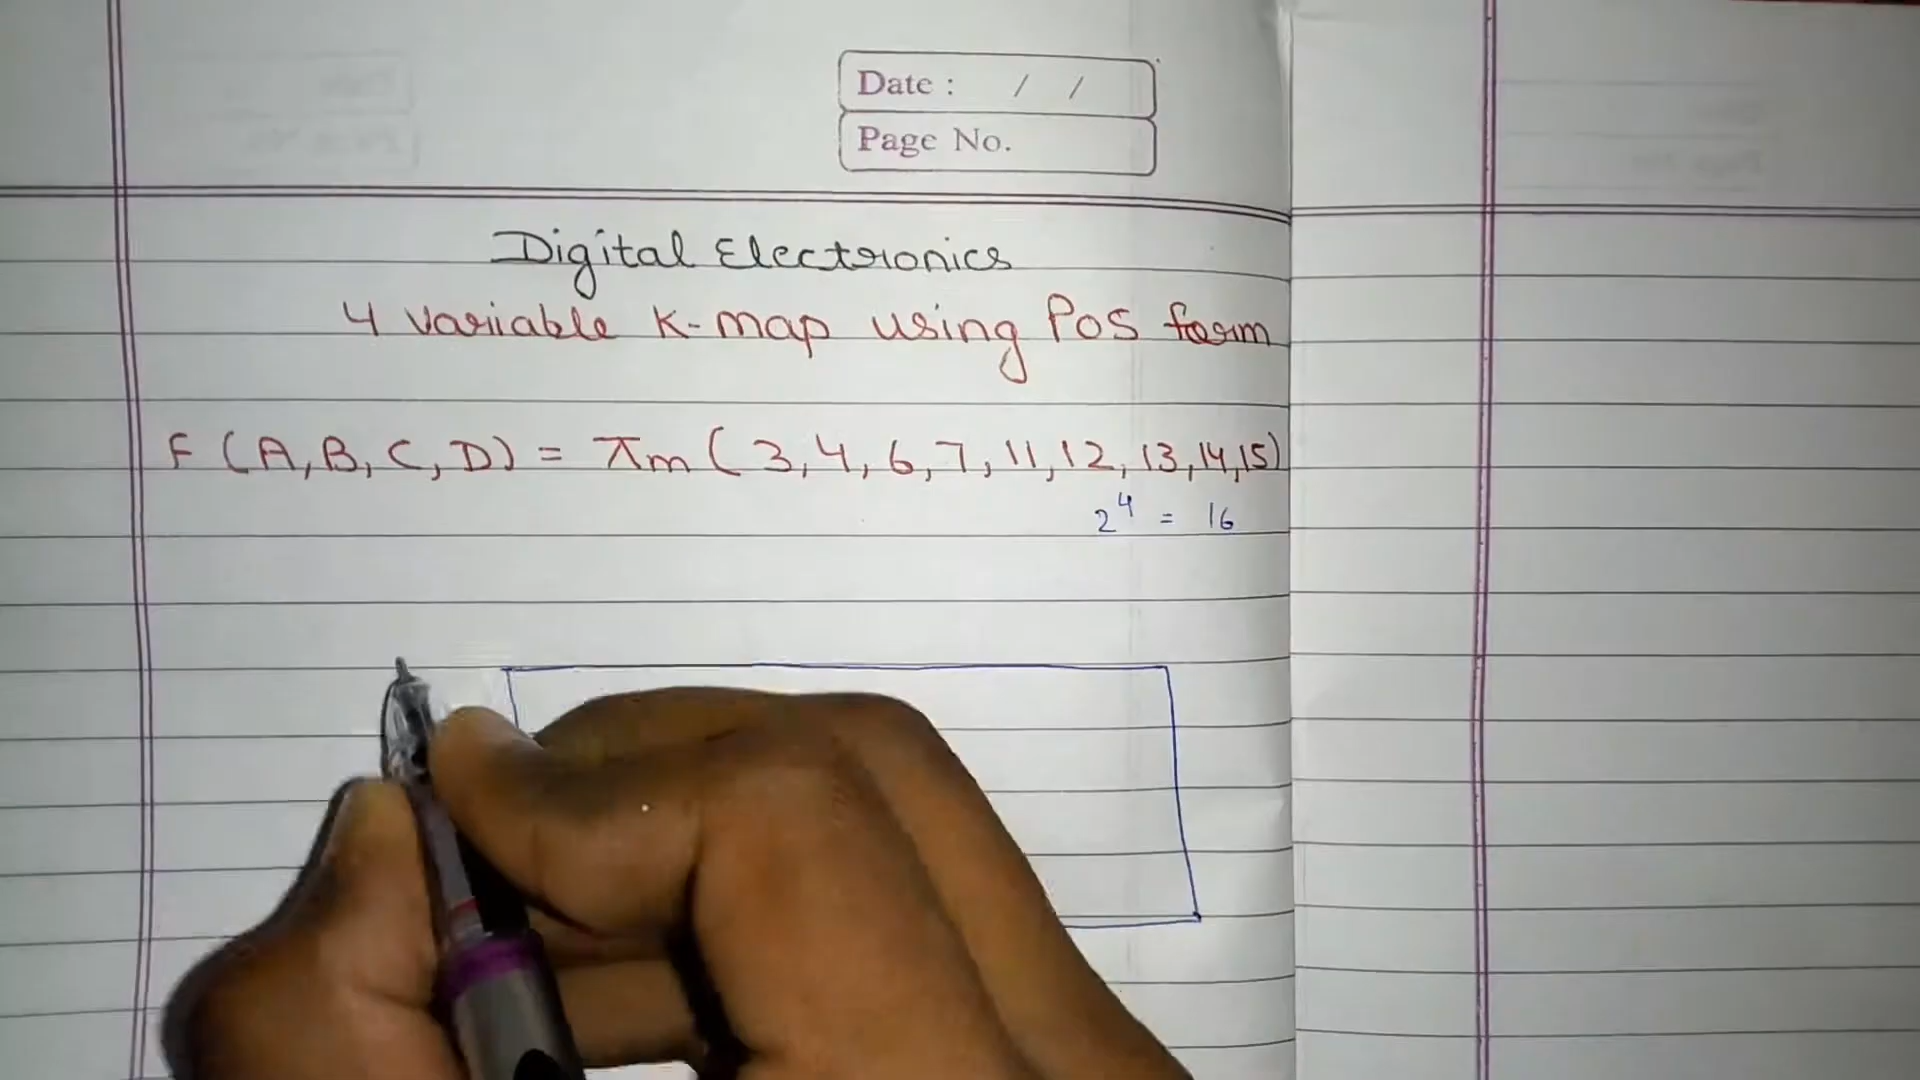 Date : / /
Page No.
Digital Electronics
4 variable K-map using POS form
F (A, B, C, D) = πm ( 3, 4, 6, 7, 11, 12, 13, 14, 15)
2⁴ = 16